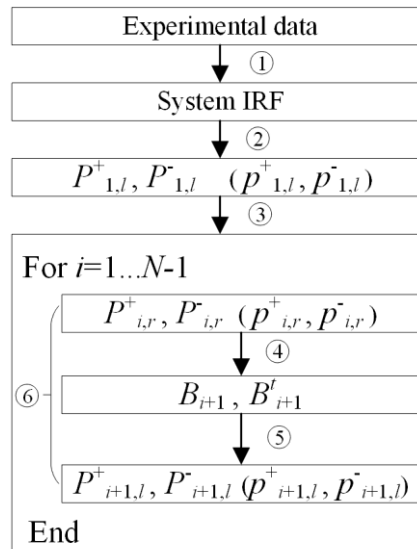 Experimental data
①
System IRF
②
P⁺₁,ₗ, P⁻₁,ₗ (p⁺₁,ₗ, p⁻₁,ₗ)
③
For i=1...N-1
P⁺ᵢ,ᵣ, P⁻ᵢ,ᵣ (p⁺ᵢ,ᵣ, p⁻ᵢ,ᵣ)
④
⑥ Bᵢ₊₁, Bᵗᵢ₊₁
⑤
P⁺ᵢ₊₁,ₗ, P⁻ᵢ₊₁,ₗ (p⁺ᵢ₊₁,ₗ, p⁻ᵢ₊₁,ₗ)
End